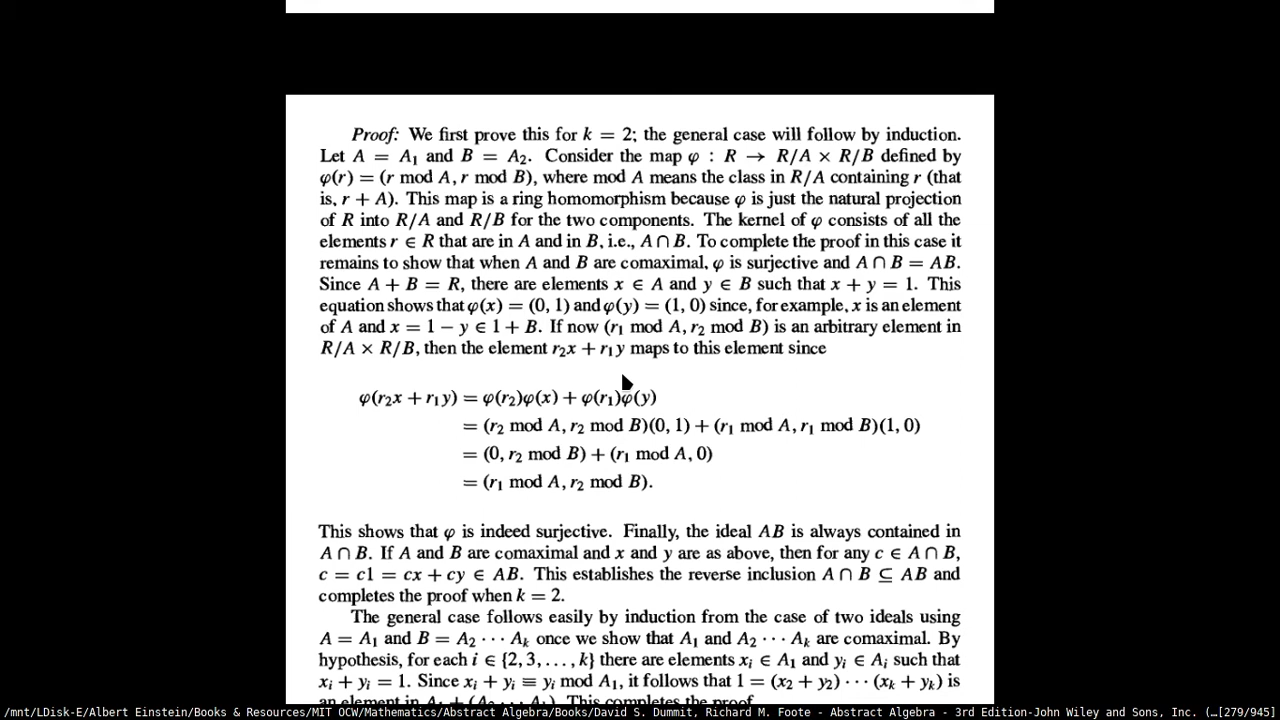 Proof: We first prove this for k = 2; the general case will follow by induction.
Let A = A₁ and B = A₂. Consider the map φ : R → R/A × R/B defined by
φ(r) = (r mod A, r mod B), where mod A means the class in R/A containing r (that
is, r + A). This map is a ring homomorphism because φ is just the natural projection
of R into R/A and R/B for the two components. The kernel of φ consists of all the
elements r ∈ R that are in A and in B, i.e., A ∩ B. To complete the proof in this case it
remains to show that when A and B are comaximal, φ is surjective and A ∩ B = AB.
Since A + B = R, there are elements x ∈ A and y ∈ B such that x + y = 1. This
equation shows that φ(x) = (0, 1) and φ(y) = (1, 0) since, for example, x is an element
of A and x = 1 − y ∈ 1 + B. If now (r₁ mod A, r₂ mod B) is an arbitrary element in
R/A × R/B, then the element r₂x + r₁y maps to this element since
φ(r₂x + r₁y) = φ(r₂)φ(x) + φ(r₁)φ(y)
= (r₂ mod A, r₂ mod B)(0, 1) + (r₁ mod A, r₁ mod B)(1, 0)
= (0, r₂ mod B) + (r₁ mod A, 0)
= (r₁ mod A, r₂ mod B).
This shows that φ is indeed surjective. Finally, the ideal AB is always contained in
A ∩ B. If A and B are comaximal and x and y are as above, then for any c ∈ A ∩ B,
c = c1 = cx + cy ∈ AB. This establishes the reverse inclusion A ∩ B ⊆ AB and
completes the proof when k = 2.
The general case follows easily by induction from the case of two ideals using
A = A₁ and B = A₂ ⋯ Aₖ once we show that A₁ and A₂ ⋯ Aₖ are comaximal. By
hypothesis, for each i ∈ {2, 3, . . . , k} there are elements xᵢ ∈ A₁ and yᵢ ∈ Aᵢ such that
xᵢ + yᵢ = 1. Since xᵢ + yᵢ ≡ yᵢ mod A₁, it follows that 1 = (x₂ + y₂) ⋯ (xₖ + yₖ) is
an element in A₁ + (A₂ ⋯ Aₖ). This completes the proof.
/mnt/LDisk-E/Albert Einstein/Books & Resources/MIT OCW/Mathematics/Abstract Algebra/Books/David S. Dummit, Richard M. Foote - Abstract Algebra - 3rd Edition-John Wiley and Sons, Inc. (…[279/945]